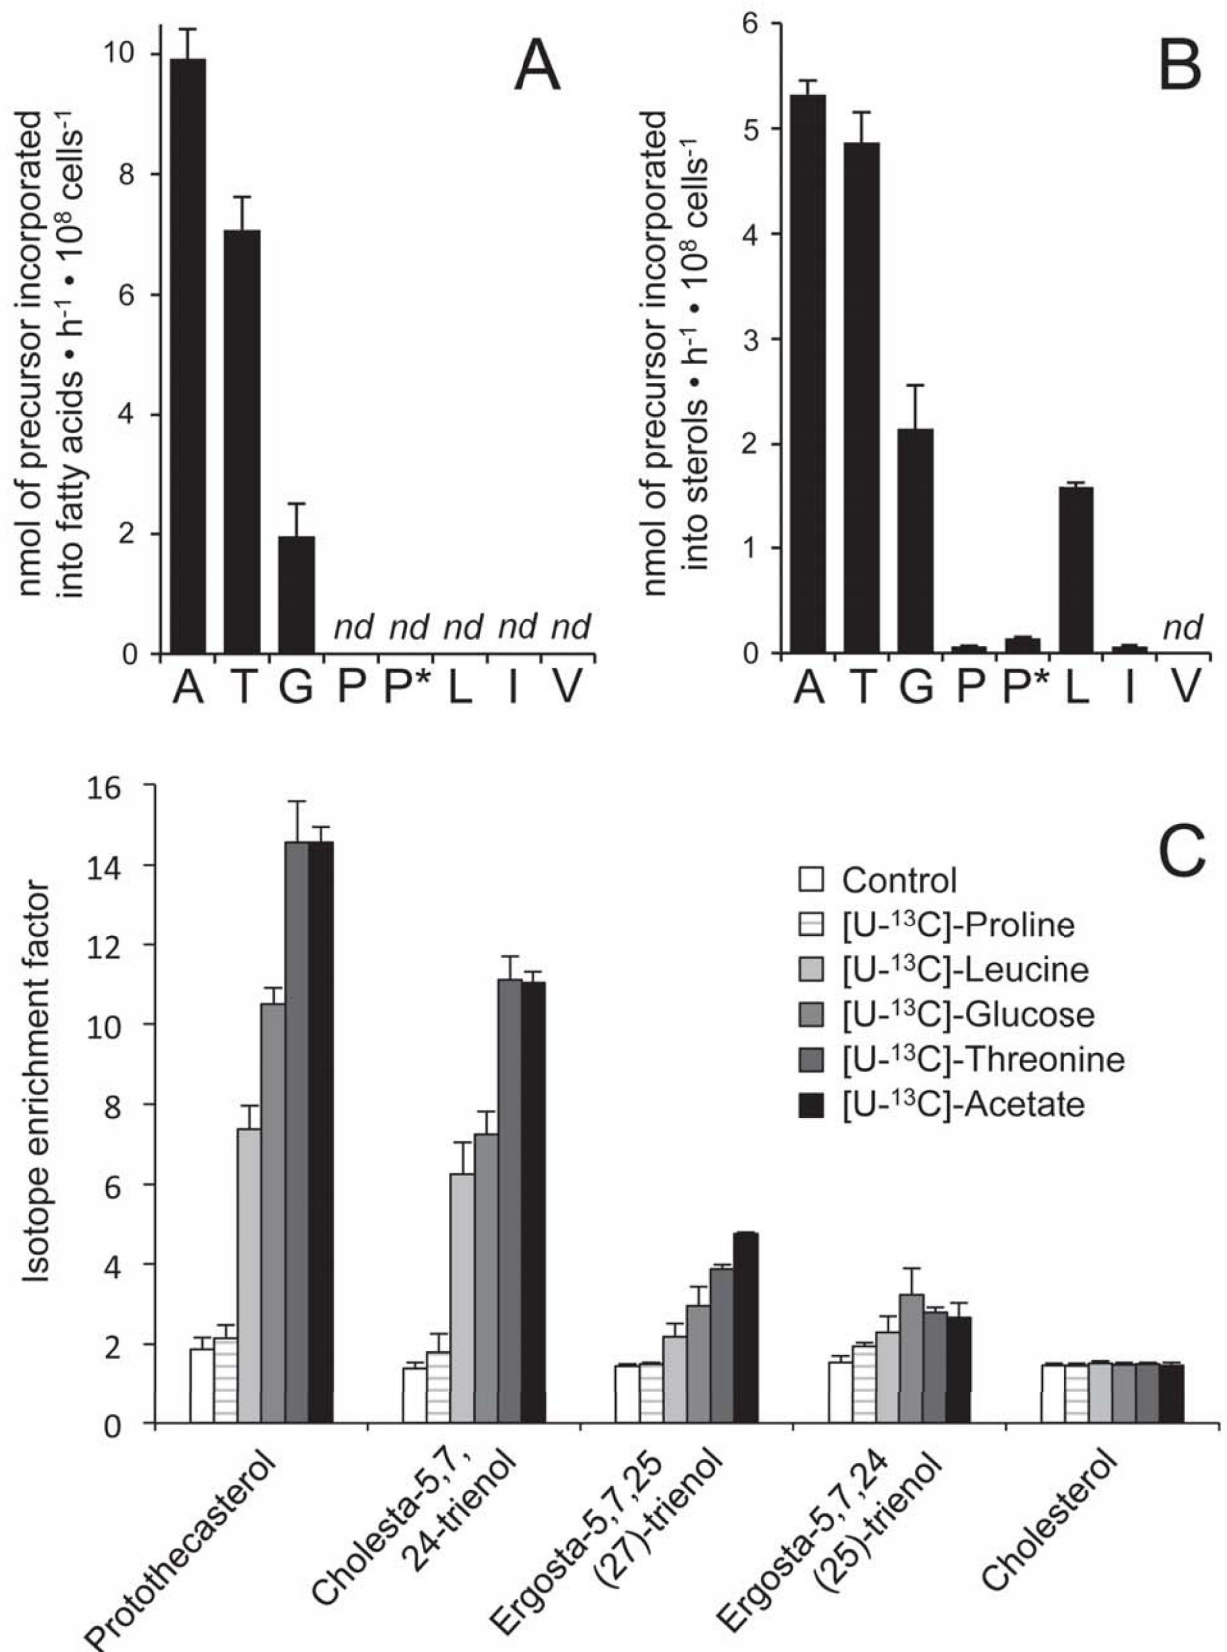 A
nmol of precursor incorporated
into fatty acids • h⁻¹ • 10⁸ cells⁻¹
10
8
6
4
2
0
nd nd nd nd nd
A T G P P* L I V
B
nmol of precursor incorporated
into sterols • h⁻¹ • 10⁸ cells⁻¹
6
5
4
3
2
1
0
nd
A T G P P* L I V
C
Isotope enrichment factor
16
14
12
10
8
6
4
2
0
Control
[U-¹³C]-Proline
[U-¹³C]-Leucine
[U-¹³C]-Glucose
[U-¹³C]-Threonine
[U-¹³C]-Acetate
Protothecasterol
Cholesta-5,7,
24-trienol
Ergosta-5,7,25
(27)-trienol
Ergosta-5,7,24
(25)-trienol
Cholesterol